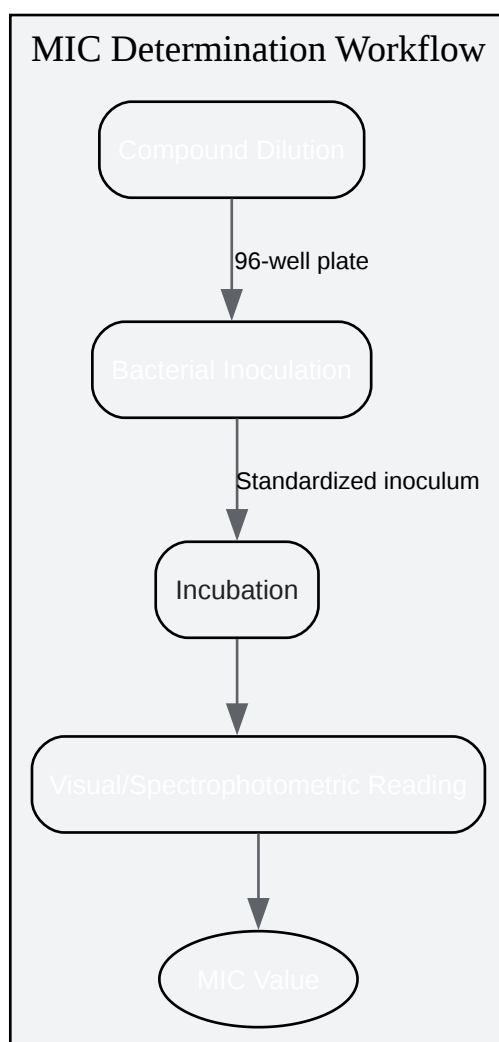 MIC Determination Workflow
Compound Dilution
96-well plate
Bacterial Inoculation
Standardized inoculum
Incubation
Visual/Spectrophotometric Reading
MIC Value